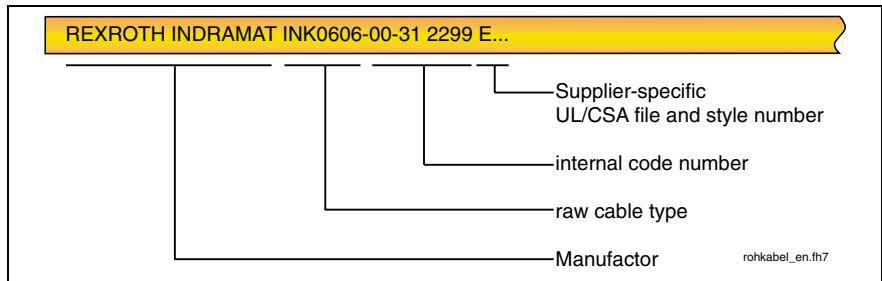 REXROTH INDRAMAT INK0606-00-31 2299 E...
Supplier-specific
UL/CSA file and style number
internal code number
raw cable type
Manufactor
rohkabel_en.fh7